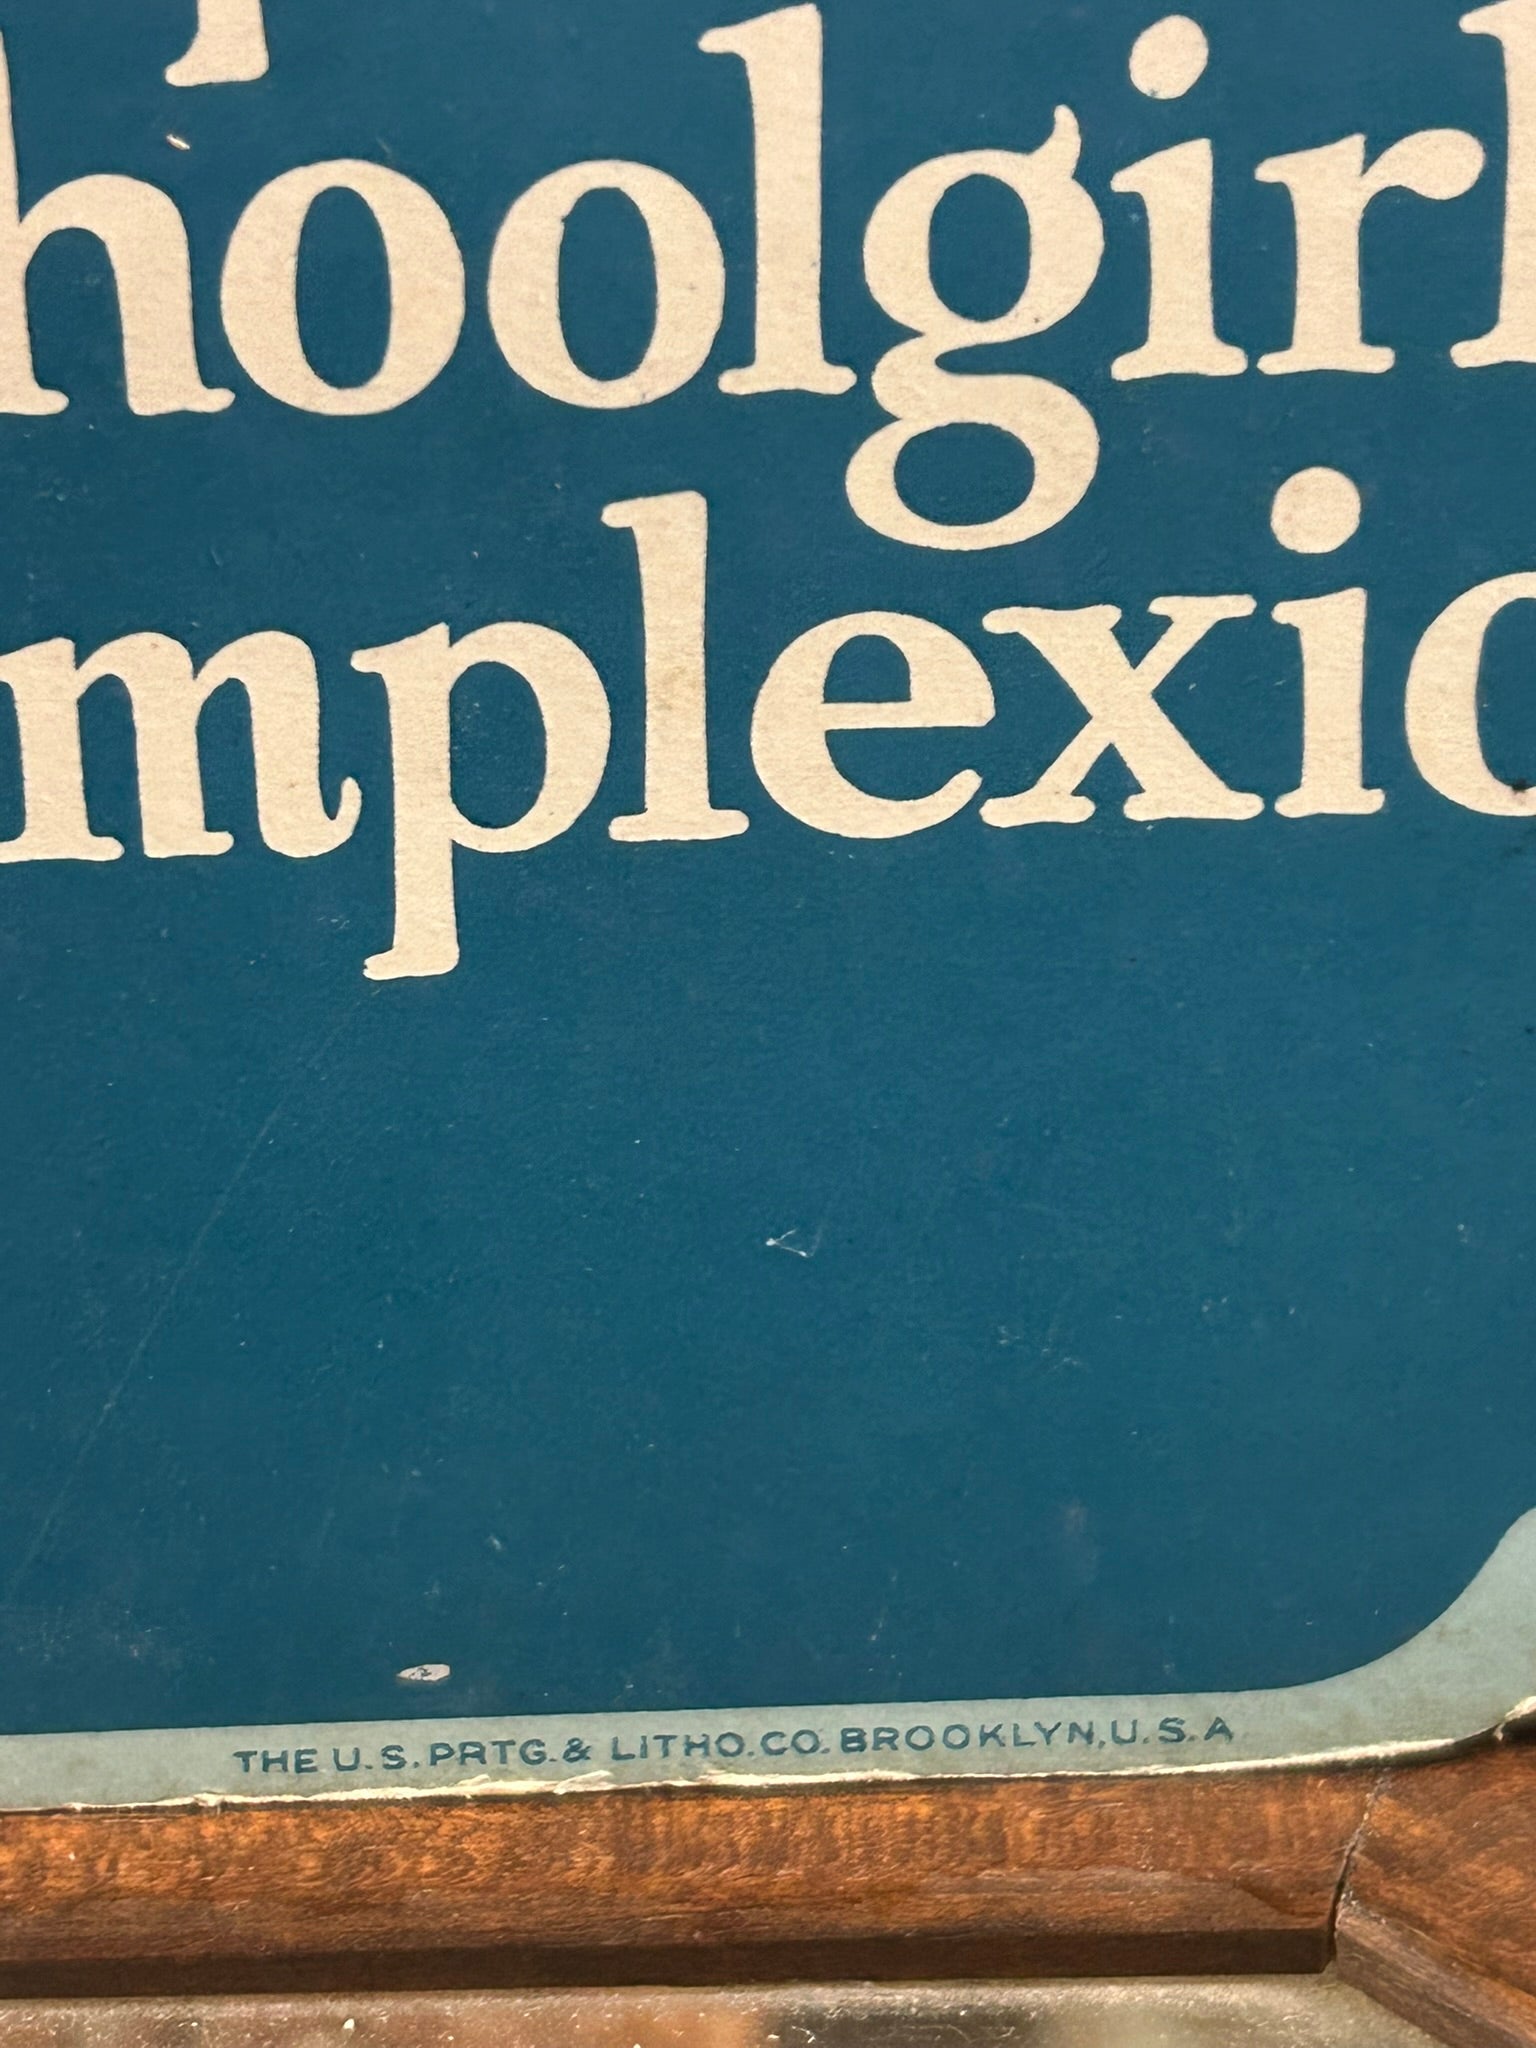 hoolgirl
mplexio
THE U.S. PRTG. & LITHO. CO. BROOKLYN, U.S.A